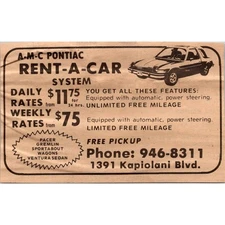 A-M-C PONTIAC
RENT-A-CAR
SYSTEM
DAILY RATES from $11.75 for 24 hrs.
WEEKLY RATES from $75
YOU GET ALL THESE FEATURES:
Equipped with automatic, power steering,
UNLIMITED FREE MILEAGE
Equipped with automatic, power steering
LIMITED FREE MILEAGE
PACER
GREMLIN
SPORTABOUT
WAGONS
VENTURA SEDAN
FREE PICKUP
Phone: 946-8311
1391 Kapiolani Blvd.